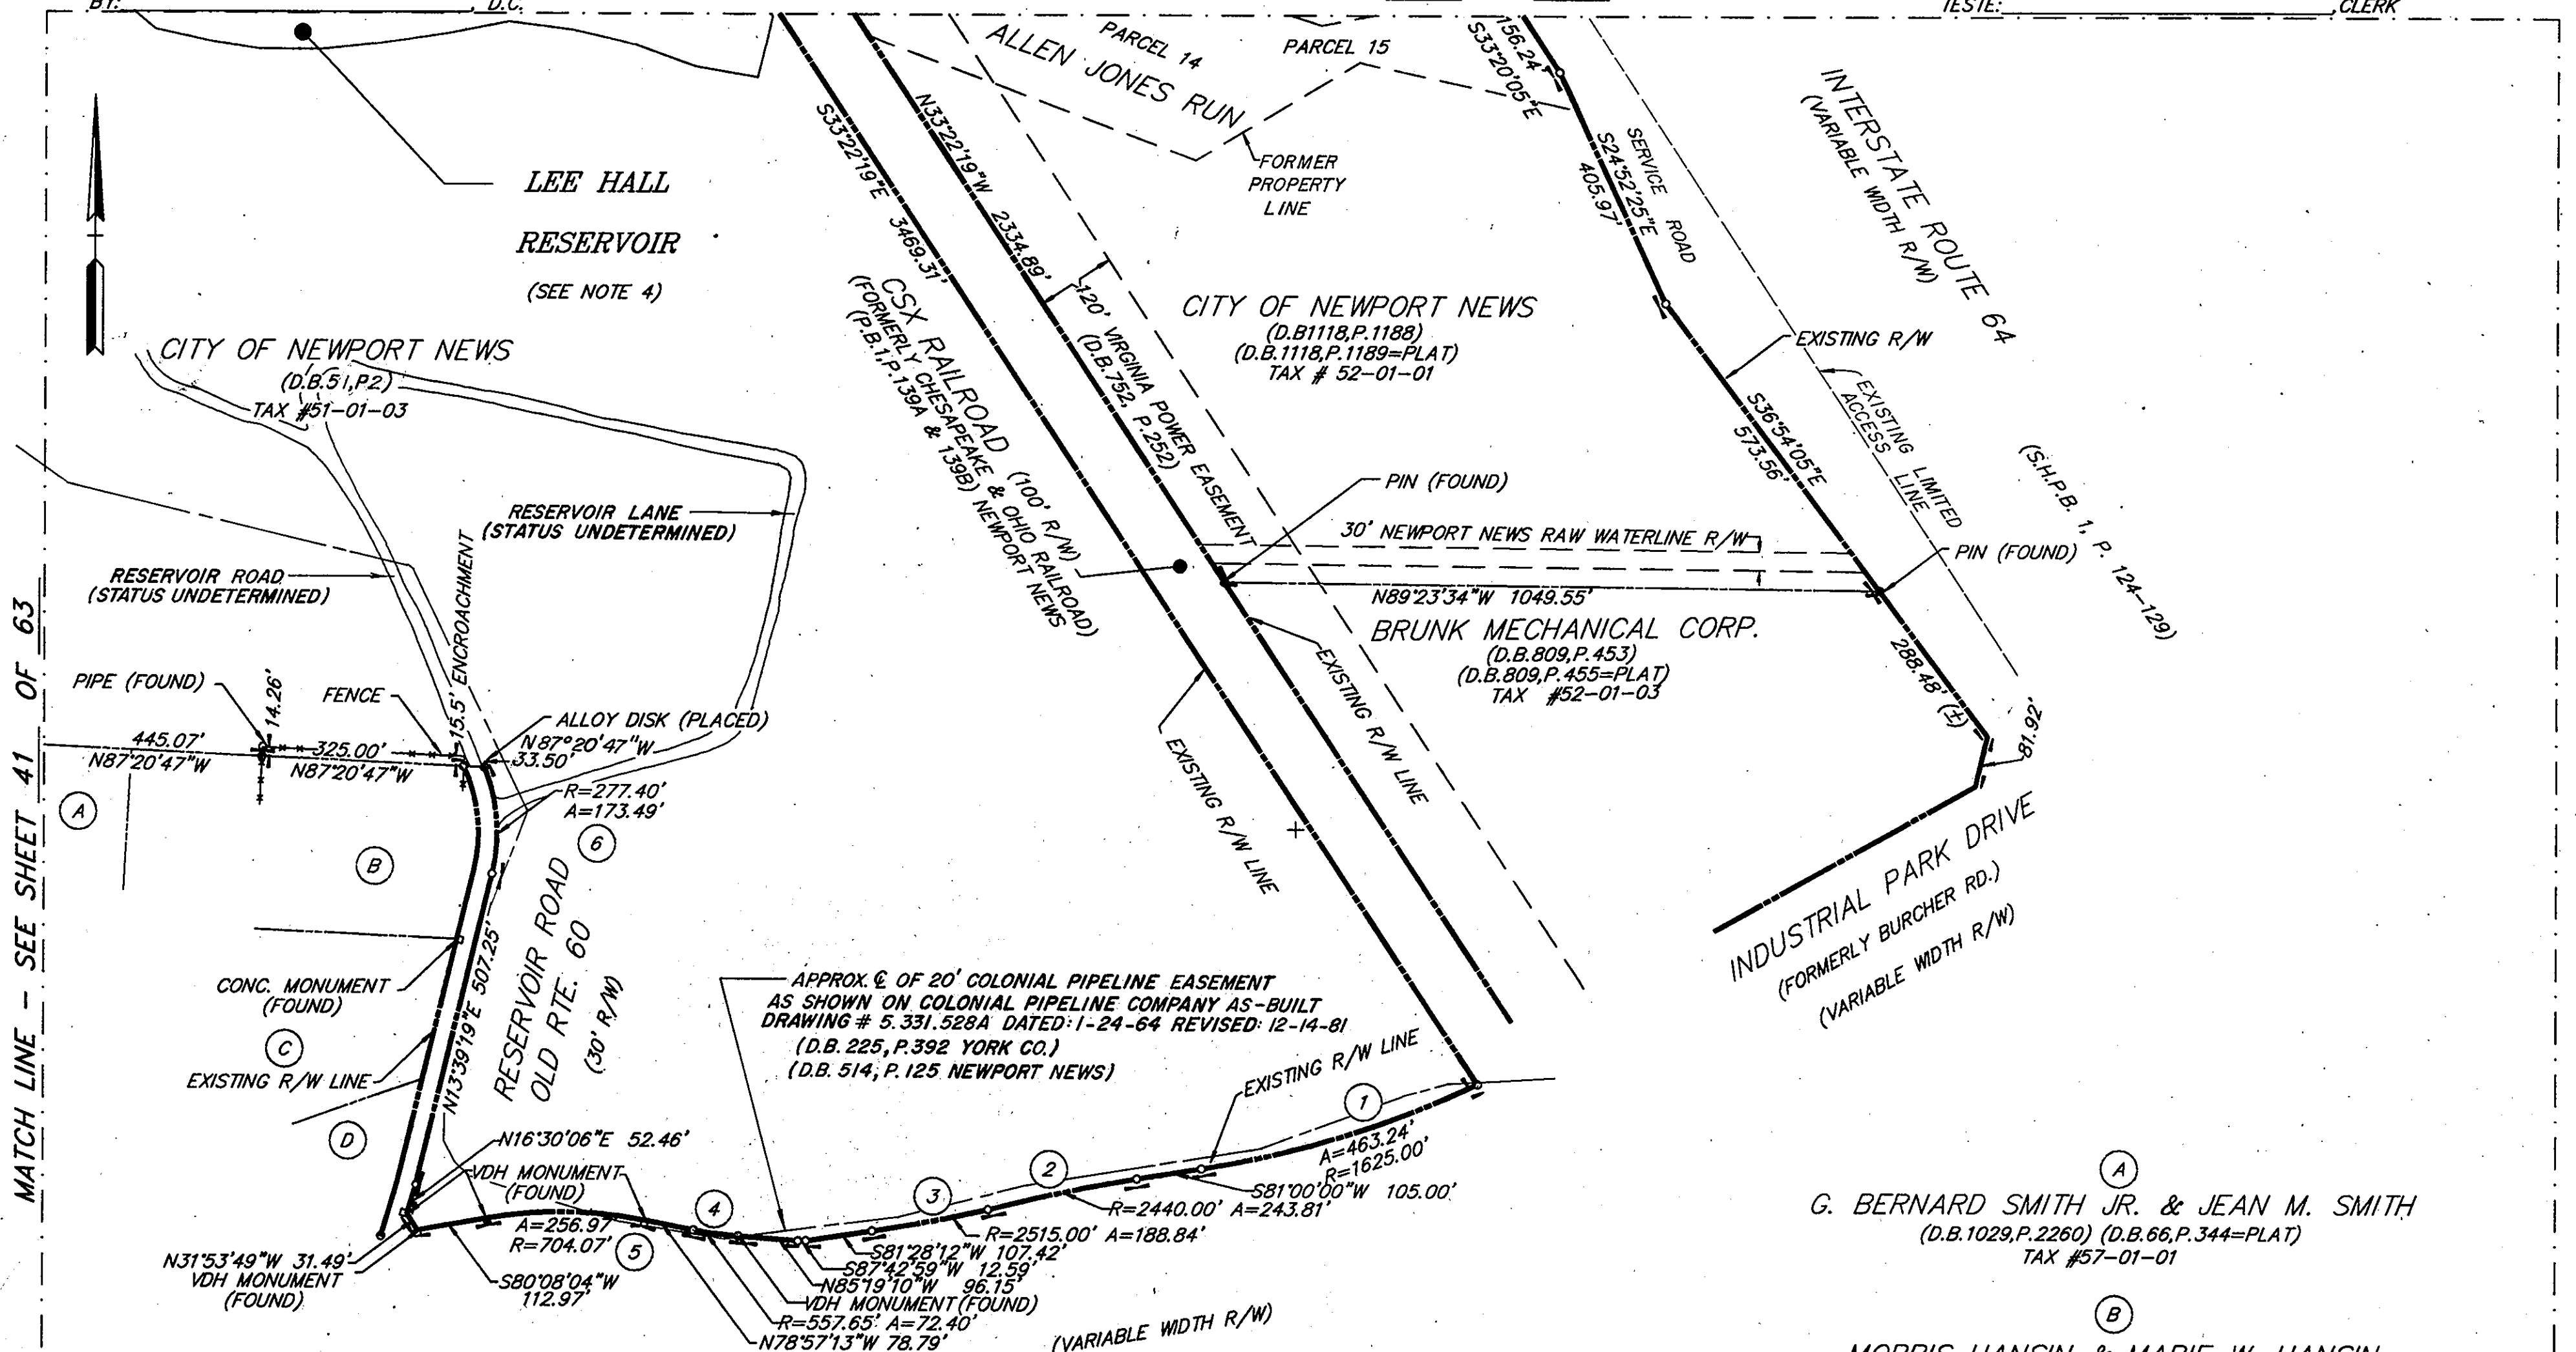 BY: , D.C.
TESTE: , CLERK
LEE HALL
RESERVOIR
(SEE NOTE 4)
CITY OF NEWPORT NEWS
(D.B.51,P2)
TAX #51-01-03
RESERVOIR LANE
(STATUS UNDETERMINED)
RESERVOIR ROAD
(STATUS UNDETERMINED)
15.5' ENCROACHMENT
PIPE (FOUND)
14.26'
FENCE
ALLOY DISK (PLACED)
N87°20'47"W
33.50'
445.07'
N87°20'47"W
325.00'
N87°20'47"W
R=277.40'
A=173.49'
A
B
6
MATCH LINE - SEE SHEET 41 OF 63
CONC. MONUMENT
(FOUND)
C
EXISTING R/W LINE
D
N13°39'19"E 507.25'
RESERVOIR ROAD
OLD RTE. 60
(30' R/W)
N16°30'06"E 52.46'
VDH MONUMENT
(FOUND)
N31°53'49"W 31.49'
VDH MONUMENT
(FOUND)
A=256.97'
R=704.07'
S80°08'04"W
112.97'
5
4
3
2
1
APPROX. ℄ OF 20' COLONIAL PIPELINE EASEMENT
AS SHOWN ON COLONIAL PIPELINE COMPANY AS-BUILT
DRAWING # 5.331.528A DATED: 1-24-64 REVISED: 12-14-81
(D.B. 225, P.392 YORK CO.)
(D.B. 514, P. 125 NEWPORT NEWS)
EXISTING R/W LINE
A=463.24'
R=1625.00'
S81°00'00"W 105.00'
R=2440.00' A=243.81'
R=2515.00' A=188.84'
S81°28'12"W 107.42'
S87°42'59"W 12.59'
N85°19'10"W 96.15'
VDH MONUMENT (FOUND)
R=557.65' A=72.40'
N78°57'13"W 78.79'
(VARIABLE WIDTH R/W)
PARCEL 14
PARCEL 15
ALLEN JONES RUN
FORMER
PROPERTY
LINE
S33°22'19"E 3469.31'
N33°22'19"W 2334.89'
CSX RAILROAD (100' R/W)
(FORMERLY CHESAPEAKE & OHIO RAILROAD)
(P.B.1,P.139A & 139B) NEWPORT NEWS
120' VIRGINIA POWER EASEMENT
(D.B.752, P.252)
CITY OF NEWPORT NEWS
(D.B1118,P.1188)
(D.B.1118,P.1189=PLAT)
TAX # 52-01-01
156.24'
S33°20'05"E
S24°52'25"E
405.97'
SERVICE ROAD
INTERSTATE ROUTE 64
(VARIABLE WIDTH R/W)
EXISTING R/W
EXISTING LIMITED
ACCESS LINE
S36°54'05"E
573.56'
(S.H.P.B. 1, P. 124-129)
PIN (FOUND)
30' NEWPORT NEWS RAW WATERLINE R/W
PIN (FOUND)
N89°23'34"W 1049.55'
BRUNK MECHANICAL CORP.
(D.B.809,P.453)
(D.B.809,P.455=PLAT)
TAX #52-01-03
288.48' (±)
81.92'
EXISTING R/W LINE
EXISTING R/W LINE
INDUSTRIAL PARK DRIVE
(FORMERLY BURCHER RD.)
(VARIABLE WIDTH R/W)
A
G. BERNARD SMITH JR. & JEAN M. SMITH
(D.B.1029,P.2260) (D.B.66,P.344=PLAT)
TAX #57-01-01
B
MORRIS HANSIN & MARIE W. HANSIN